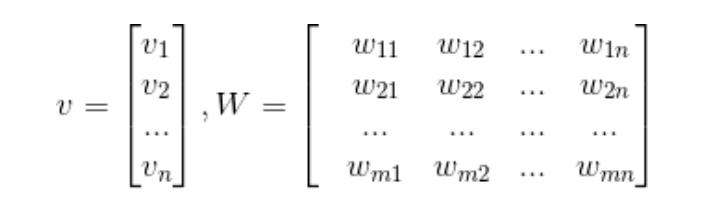 v = [v₁ v₂ ... vₙ] , W = [w₁₁ w₁₂ ... w₁ₙ
w₂₁ w₂₂ ... w₂ₙ
... ... ... ...
wₘ₁ wₘ₂ ... wₘₙ]